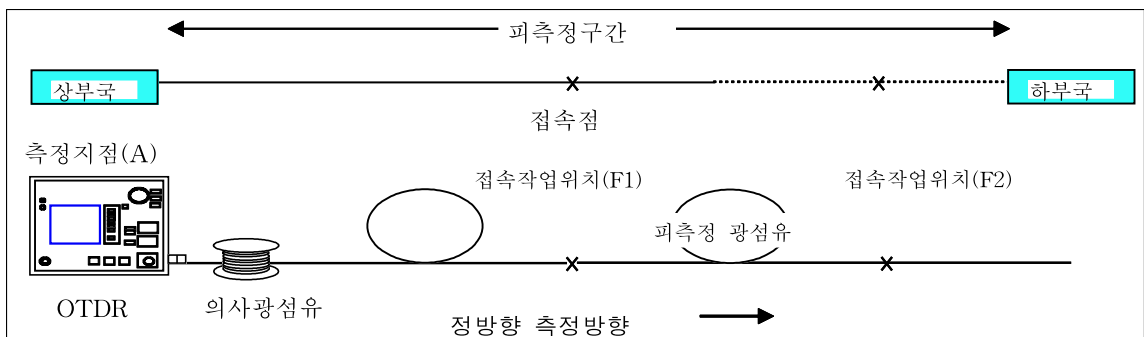 피측정구간
상부국
하부국
접속점
측정지점(A)
접속작업위치(F1)
접속작업위치(F2)
피측정 광섬유
OTDR
의사광섬유
정방향 측정방향